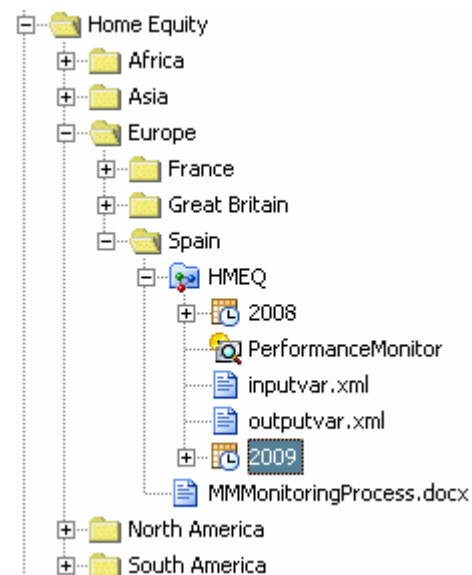 Home Equity
Africa
Asia
Europe
France
Great Britain
Spain
HMEQ
2008
PerformanceMonitor
inputvar.xml
outputvar.xml
2009
MMMonitoringProcess.docx
North America
South America